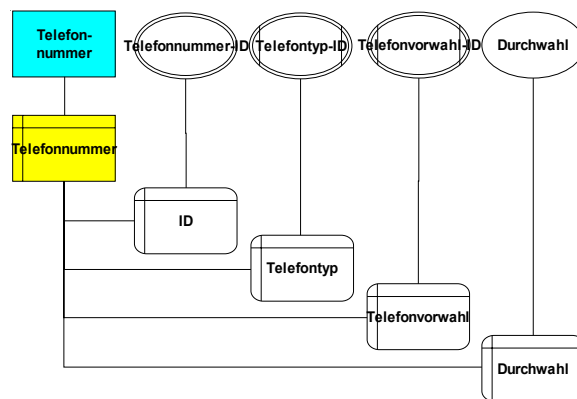 Telefon-
nummer
Telefonnummer-ID
Telefontyp-ID
Telefonvorwahl-ID
Durchwahl
Telefonnummer
ID
Telefontyp
Telefonvorwahl
Durchwahl